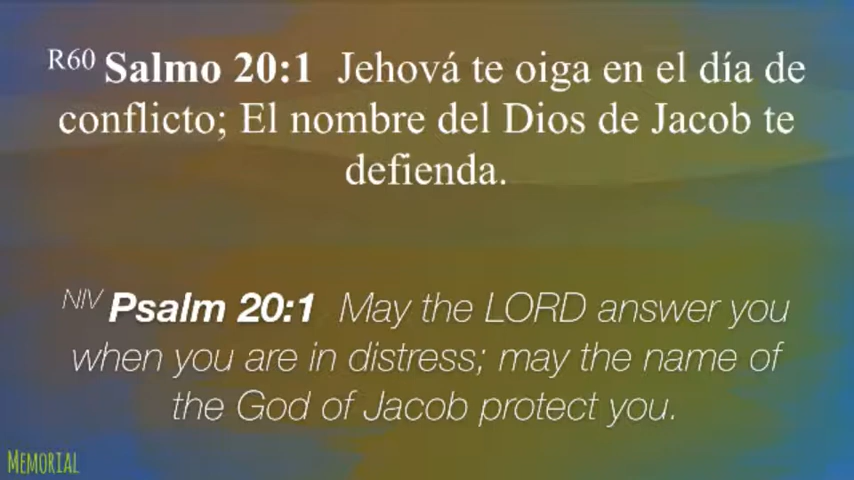 R60 Salmo 20:1 Jehová te oiga en el día de
conflicto; El nombre del Dios de Jacob te
defienda.
NIV Psalm 20:1 May the LORD answer you
when you are in distress; may the name of
the God of Jacob protect you.
MEMORIAL